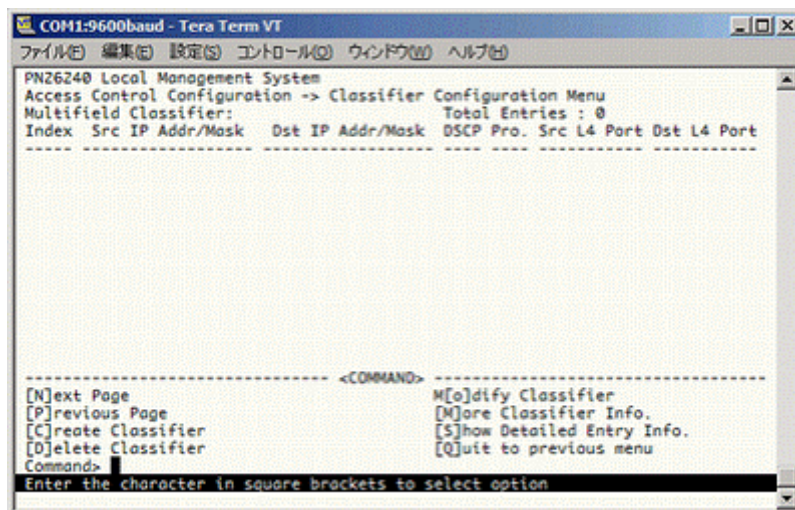 COM1:9600baud - Tera Term VT
ファイル(F) 編集(E) 設定(S) コントロール(O) ウィンドウ(W) ヘルプ(H)
PN26240 Local Management System
Access Control Configuration -> Classifier Configuration Menu
Multifield Classifier: Total Entries : 0
Index Src IP Addr/Mask Dst IP Addr/Mask DSCP Pro. Src L4 Port Dst L4 Port
----- ------------------ ------------------ ---- ---- ----------- -----------
-------------------------------- <COMMAND> ----------------------------------
[N]ext Page M[o]dify Classifier
[P]revious Page [M]ore Classifier Info.
[C]reate Classifier [S]how Detailed Entry Info.
[D]elete Classifier [Q]uit to previous menu
Command>
Enter the character in square brackets to select option